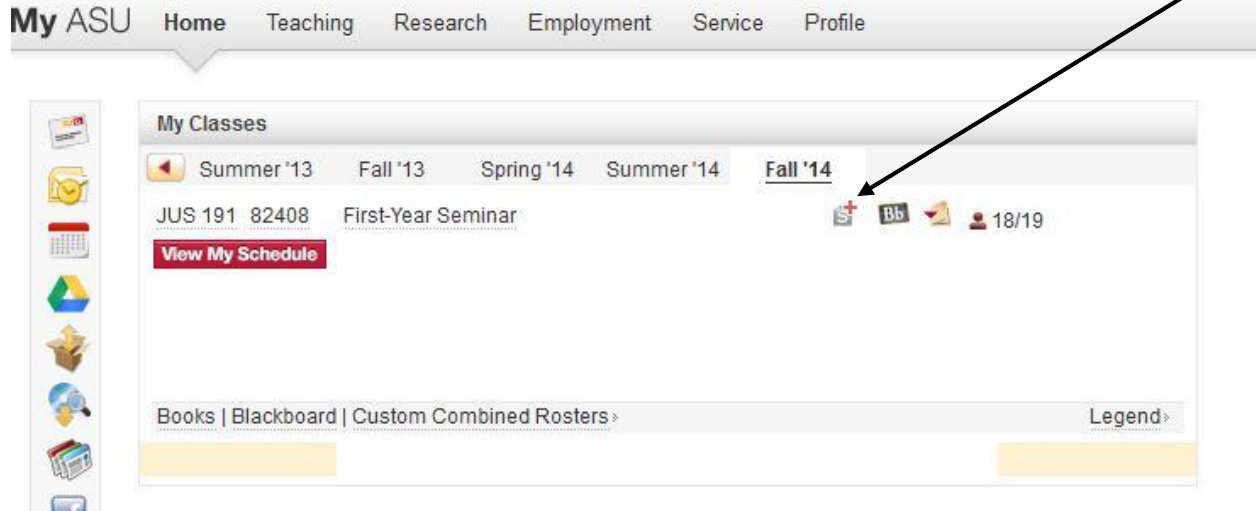 My ASU Home Teaching Research Employment Service Profile
My Classes
Summer '13 Fall '13 Spring '14 Summer '14 Fall '14
JUS 191 82408 First-Year Seminar S Bb 18/19
View My Schedule
Books | Blackboard | Custom Combined Rosters
Legend